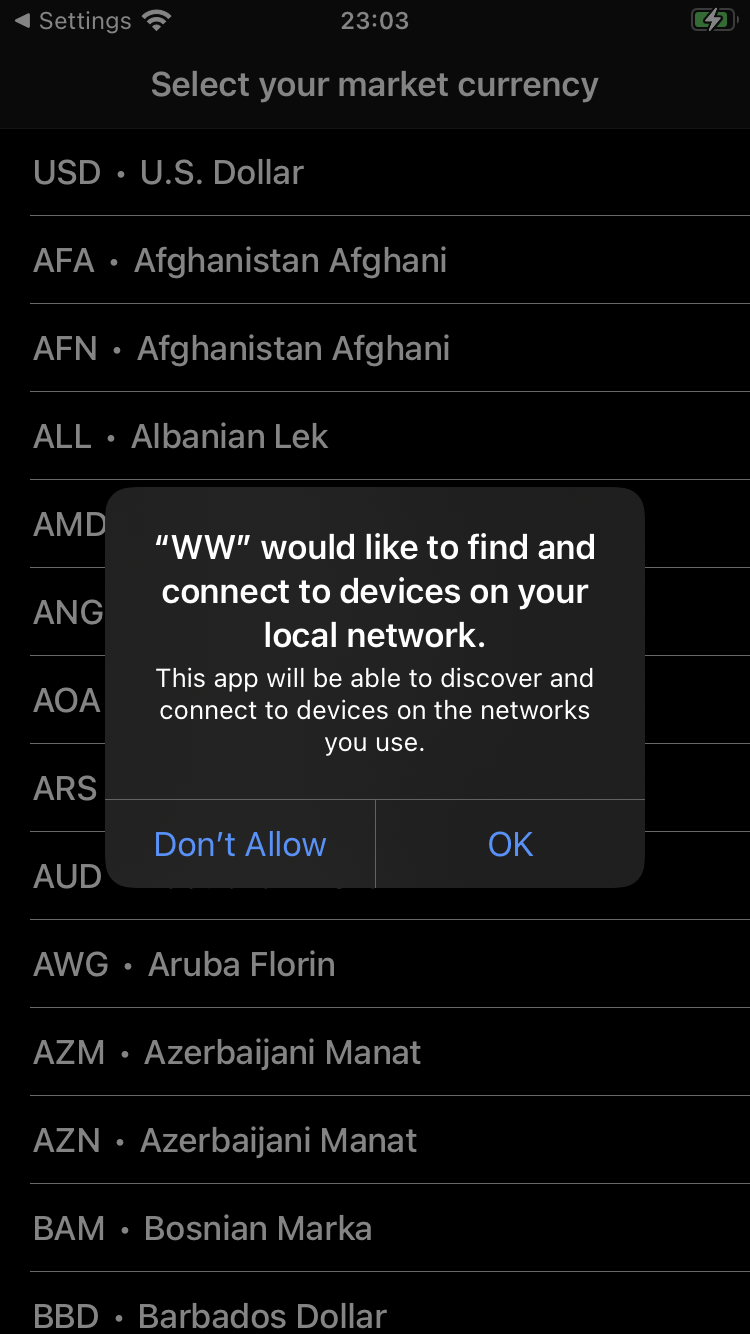 ◀ Settings 23:03
Select your market currency
USD • U.S. Dollar
AFA • Afghanistan Afghani
AFN • Afghanistan Afghani
ALL • Albanian Lek
AMD
ANG
AOA
ARS
AUD
“WW” would like to find and
connect to devices on your
local network.
This app will be able to discover and
connect to devices on the networks
you use.
Don’t Allow OK
AWG • Aruba Florin
AZM • Azerbaijani Manat
AZN • Azerbaijani Manat
BAM • Bosnian Marka
BBD • Barbados Dollar